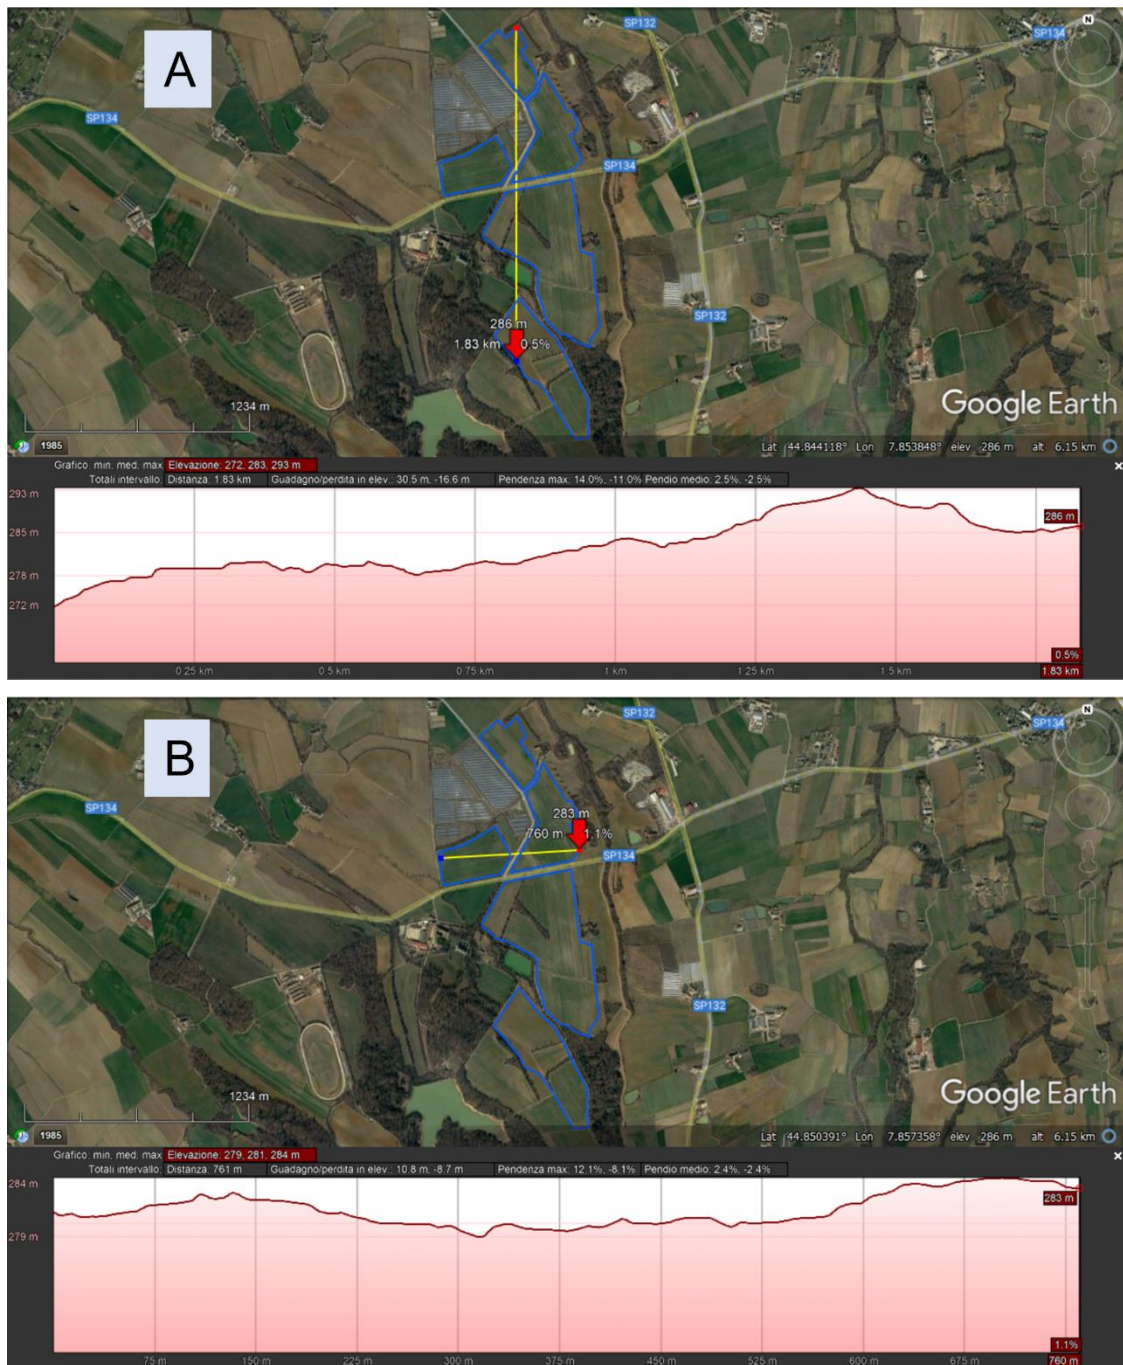 A
SP132
SP134
N
SP134
SP134
286 m
1.83 km 0.5%
SP132
1234 m
Google Earth
1985
Lat 44.844118° Lon 7.853848° elev 286 m alt 6.15 km
Grafico: min. med. max Elevazione: 272, 283, 293 m
Totali intervallo: Distanza: 1.83 km Guadagno/perdita in elev.: 30.5 m, -16.6 m Pendenza max: 14.0%, -11.0% Pendio medio: 2.5%, -2.5%
293 m
286 m
285 m
278 m
272 m
0.5%
0.25 km 0.5 km 0.75 km 1 km 1.25 km 1.5 km 1.83 km
B
SP132
SP134
N
SP134
283 m
760 m 1.1%
SP134
SP132
1234 m
Google Earth
1985
Lat 44.850391° Lon 7.857358° elev 286 m alt 6.15 km
Grafico: min. med. max Elevazione: 279, 281, 284 m
Totali intervallo: Distanza: 761 m Guadagno/perdita in elev.: 10.8 m, -8.7 m Pendenza max: 12.1%, -8.1% Pendio medio: 2.4%, -2.4%
284 m
283 m
279 m
1.1%
75 m 150 m 225 m 300 m 375 m 450 m 525 m 600 m 675 m 760 m